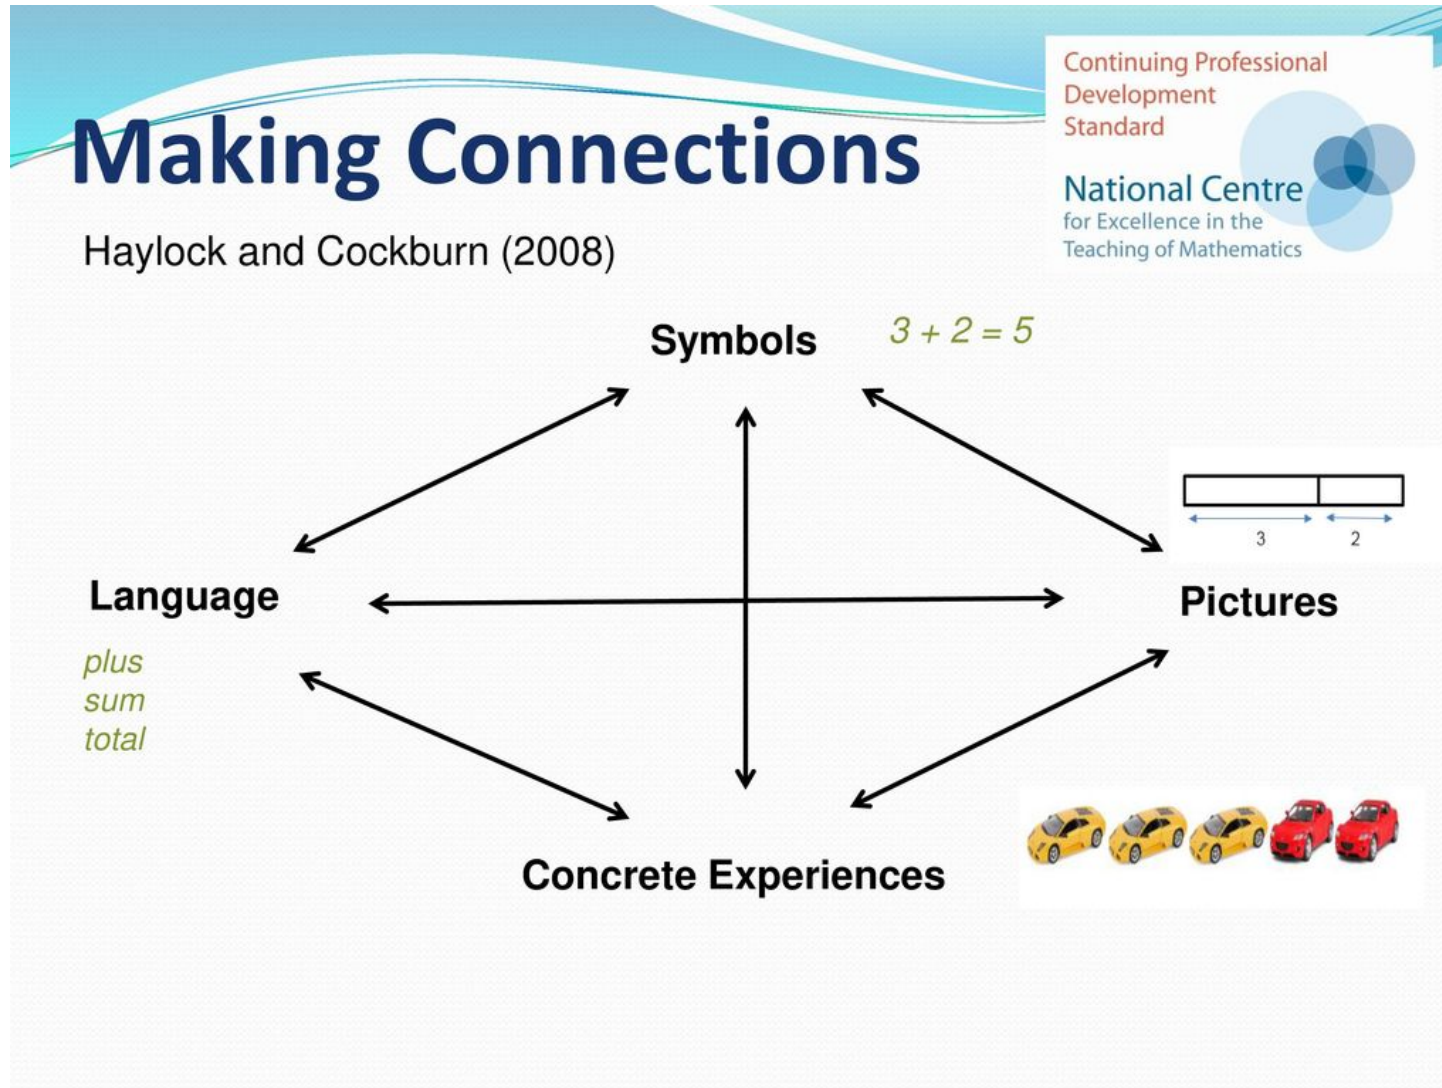 Continuing Professional
Development
Standard
National Centre
for Excellence in the
Teaching of Mathematics
Making Connections
Haylock and Cockburn (2008)
Symbols
3 + 2 = 5
3 2
Language
Pictures
plus
sum
total
Concrete Experiences